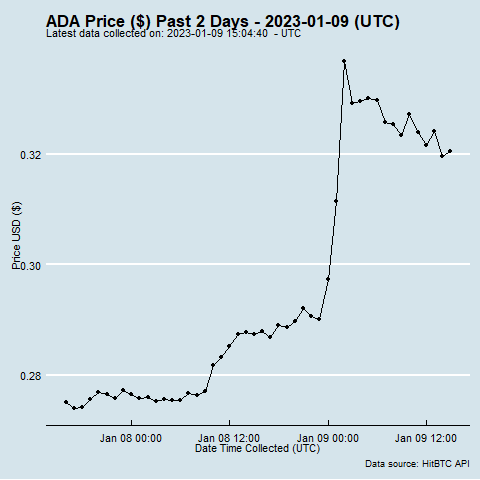 ADA Price ($) Past 2 Days - 2023-01-09 (UTC)
Latest data collected on: 2023-01-09 15:04:40 - UTC
0.32
0.30
0.28
Price USD ($)
Jan 08 00:00 Jan 08 12:00 Jan 09 00:00 Jan 09 12:00
Date Time Collected (UTC)
Data source: HitBTC API